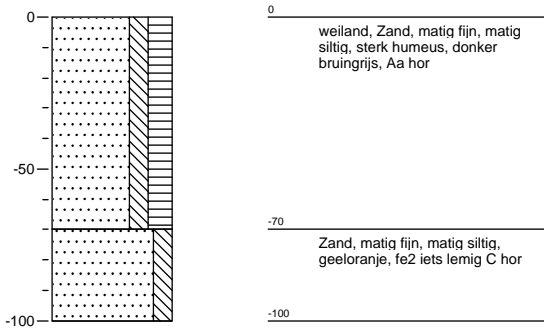 0
0
weiland, Zand, matig fijn, matig
siltig, sterk humeus, donker
bruingrijs, Aa hor
-50
-70
Zand, matig fijn, matig siltig,
geeloranje, fe2 iets lemig C hor
-100
-100